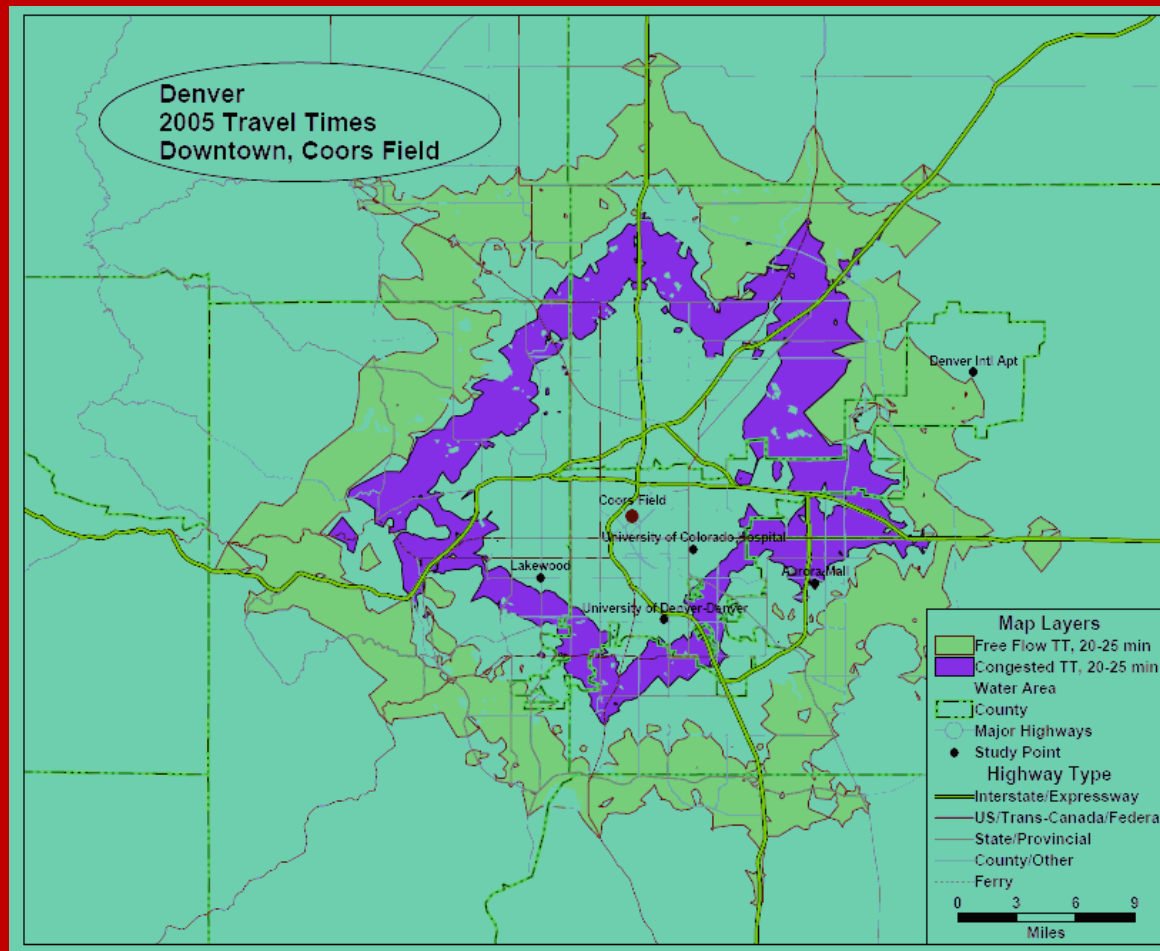 Denver
2005 Travel Times
Downtown, Coors Field
Denver Intl Apt
Coors Field
University of Colorado Hospital
Lakewood
Aurora Mall
University of Denver-Denver
Map Layers
Free Flow TT, 20-25 min
Congested TT, 20-25 min
Water Area
County
Major Highways
Study Point
Highway Type
Interstate/Expressway
US/Trans-Canada/Federa
State/Provincial
County/Other
Ferry
0 3 6 9
Miles